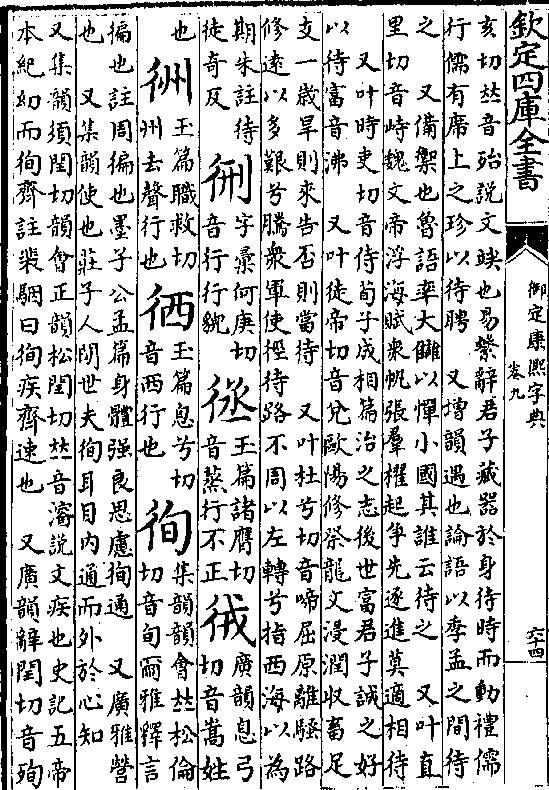 欽定四庫全書
御定康熙字典
卷九
六十四
亥切𠀤音殆說文竢也易繫辭君子藏器於身待時而動禮儒
行儒有席上之珍以待聘　又增韻遇也論語以季孟之間待
之　又備禦也魯語率大讎以憚小國其誰云待之　又叶直
里切音峙魏文帝浮海賦衆帆張羣櫂起爭先逐進莫適相待
又叶時吏切音侍荀子成相篇治之志後世富君子誠之好
以待富音沸　又叶徒帝切音兌歐陽修祭龍文浸潤收畜足
支一歲旱則來告否則當待　又叶杜兮切音啼屈原離騷路
修遠以多艱兮騰衆軍使徑待路不周以左轉兮指西海以為
期朱註待
徒奇反
𢓜字彙何庚切
音行行貌
𢓦玉篇諸膺切
音蒸行不正
㣝廣韻息弓
切音嵩姓
也
𢓟玉篇職救切
州去聲行也
㣛玉篇息兮切
音西行也
徇集韻韻會𠀤松倫
切音旬爾雅釋言
徧也註周徧也墨子公孟篇身體强良思慮徇通　又廣雅營
也　又集韻使也莊子人閒世夫徇耳目內通而外於心知
又集韻須閏切韻會正韻松閏切𠀤音濬說文疾也史記五帝
本紀幼而徇齊註裴駰曰徇疾齊速也　又廣韻辭閏切音殉